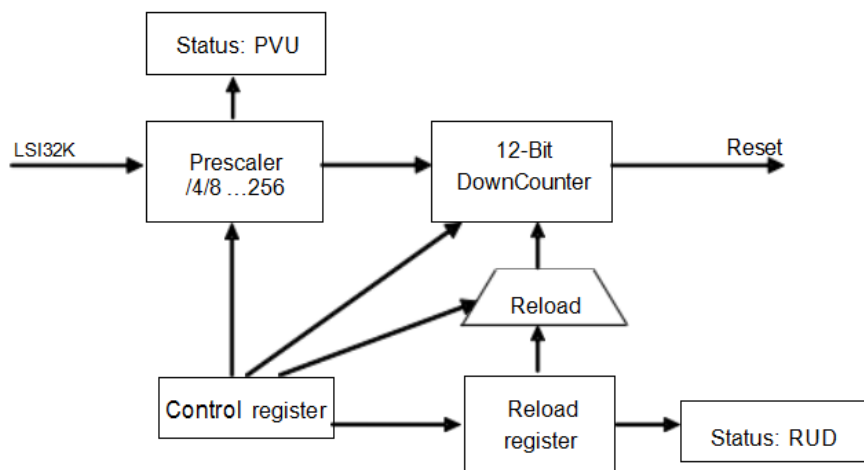 Status: PVU
LSI32K
Prescaler
/4/8 ...256
12-Bit
DownCounter
Reset
Reload
Control register
Reload
register
Status: RUD